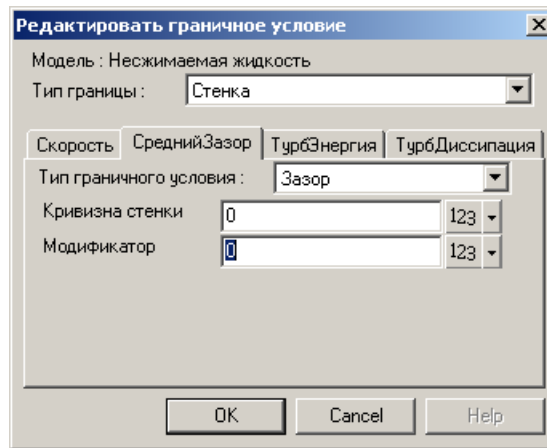 Редактировать граничное условие
Модель : Несжимаемая жидкость
Тип границы : Стенка
Скорость СреднийЗазор ТурбЭнергия ТурбДиссипация
Тип граничного условия : Зазор
Кривизна стенки 0 123
Модификатор 0 123
OK Cancel Help